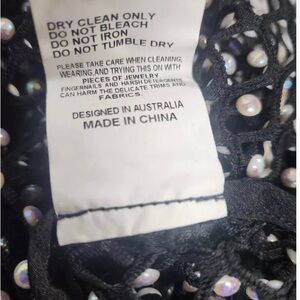 DRY CLEAN ONLY
DO NOT BLEACH
DO NOT IRON
DO NOT TUMBLE DRY
PLEASE TAKE CARE WHEN CLEANING,
WEARING, AND TRYING THIS ON WITH
PIECES OF JEWELRY
FINGERNAILS AND HARSH DETERGENTS
CAN HARM THE DELICATE TRIMS AND
FABRICS.
DESIGNED IN AUSTRALIA
MADE IN CHINA